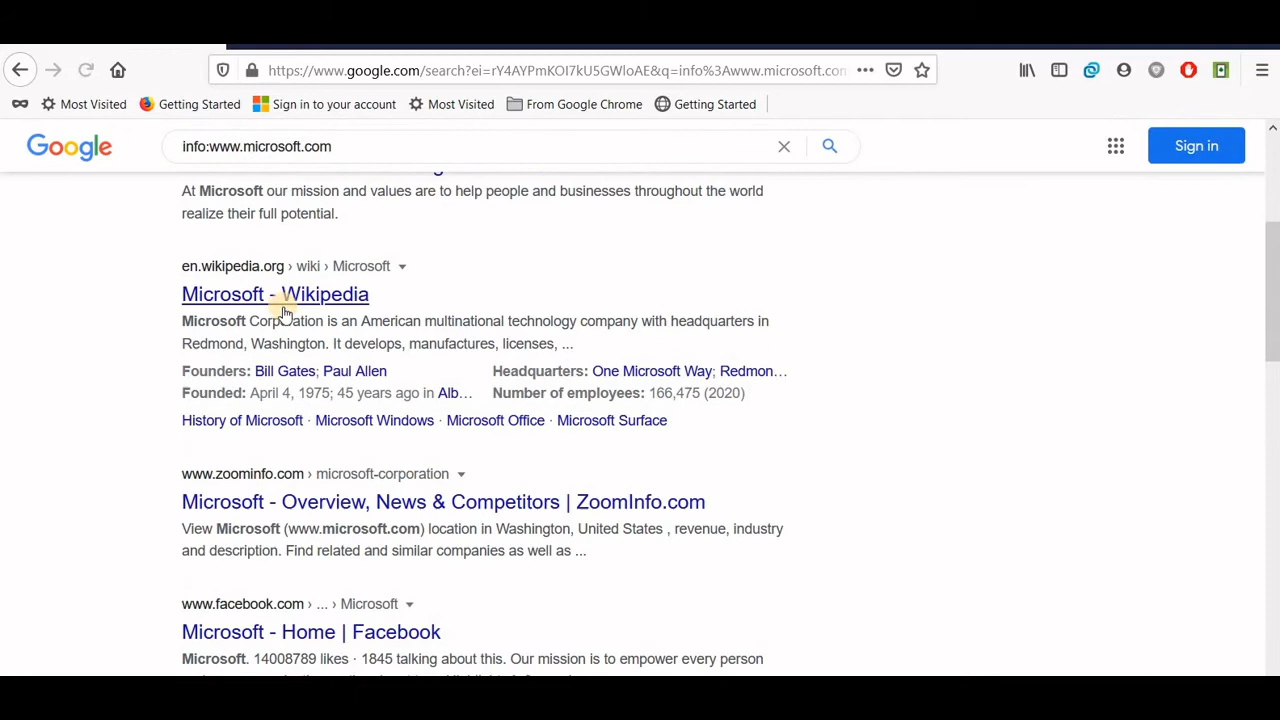 https://www.google.com/search?ei=rY4AYPmKOI7kU5GWloAE&q=info%3Awww.microsoft.con
Most Visited Getting Started Sign in to your account Most Visited From Google Chrome Getting Started
Google info:www.microsoft.com Sign in
At Microsoft our mission and values are to help people and businesses throughout the world
realize their full potential.
en.wikipedia.org › wiki › Microsoft
Microsoft - Wikipedia
Microsoft Corporation is an American multinational technology company with headquarters in
Redmond, Washington. It develops, manufactures, licenses, ...
Founders: Bill Gates; Paul Allen Headquarters: One Microsoft Way; Redmon...
Founded: April 4, 1975; 45 years ago in Alb... Number of employees: 166,475 (2020)
History of Microsoft · Microsoft Windows · Microsoft Office · Microsoft Surface
www.zoominfo.com › microsoft-corporation
Microsoft - Overview, News & Competitors | ZoomInfo.com
View Microsoft (www.microsoft.com) location in Washington, United States , revenue, industry
and description. Find related and similar companies as well as ...
www.facebook.com › ... › Microsoft
Microsoft - Home | Facebook
Microsoft. 14008789 likes · 1845 talking about this. Our mission is to empower every person